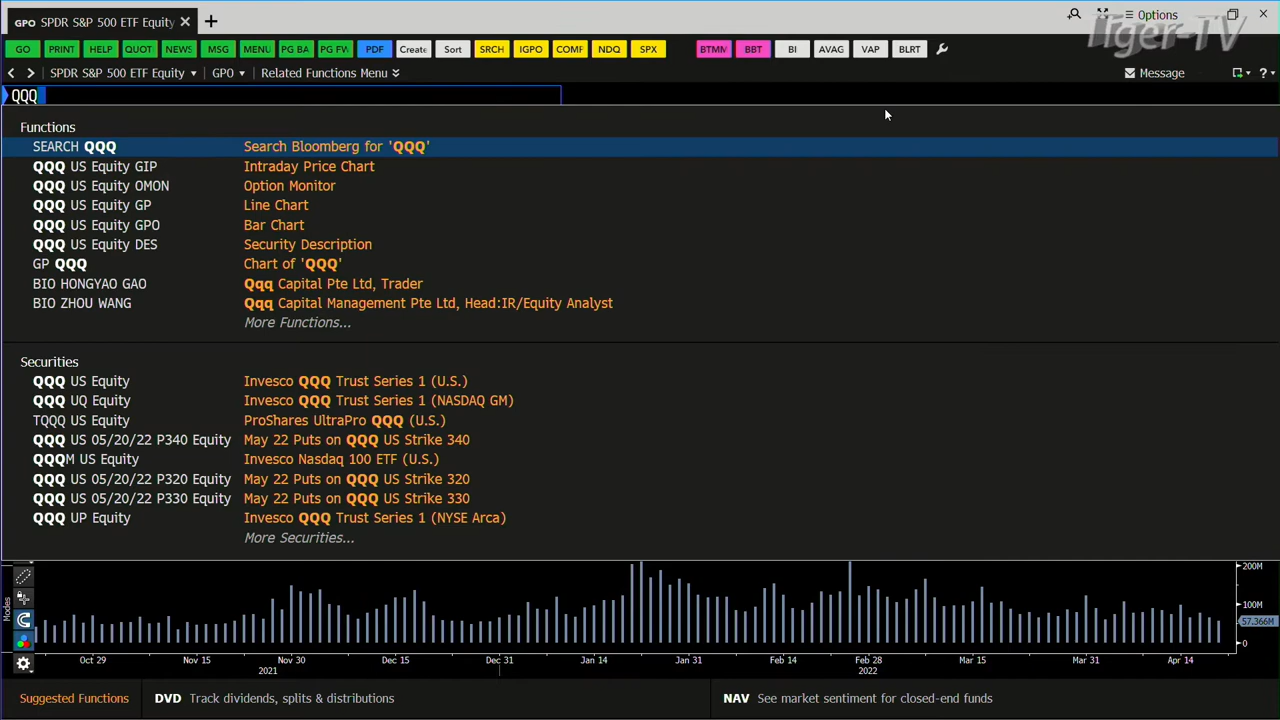 GPO SPDR S&P 500 ETF Equity
Options
Tiger-TV
GO PRINT HELP QUOT NEWS MSG MENU PG BA PG FW PDF Create Sort SRCH IGPO COMF NDQ SPX BTMM BBT BI AVAG VAP BLRT
SPDR S&P 500 ETF Equity GPO Related Functions Menu Message ?
QQQ
Functions
SEARCH QQQ Search Bloomberg for 'QQQ'
QQQ US Equity GIP Intraday Price Chart
QQQ US Equity OMON Option Monitor
QQQ US Equity GP Line Chart
QQQ US Equity GPO Bar Chart
QQQ US Equity DES Security Description
GP QQQ Chart of 'QQQ'
BIO HONGYAO GAO Qqq Capital Pte Ltd, Trader
BIO ZHOU WANG Qqq Capital Management Pte Ltd, Head:IR/Equity Analyst
More Functions...
Securities
QQQ US Equity Invesco QQQ Trust Series 1 (U.S.)
QQQ UQ Equity Invesco QQQ Trust Series 1 (NASDAQ GM)
TQQQ US Equity ProShares UltraPro QQQ (U.S.)
QQQ US 05/20/22 P340 Equity May 22 Puts on QQQ US Strike 340
QQQM US Equity Invesco Nasdaq 100 ETF (U.S.)
QQQ US 05/20/22 P320 Equity May 22 Puts on QQQ US Strike 320
QQQ US 05/20/22 P330 Equity May 22 Puts on QQQ US Strike 330
QQQ UP Equity Invesco QQQ Trust Series 1 (NYSE Arca)
More Securities...
200M
Modes
100M
57.366M
0
Oct 29 Nov 15 Nov 30 Dec 15 Dec 31 Jan 14 Jan 31 Feb 14 Feb 28 Mar 15 Mar 31 Apr 14
2021 2022
Suggested Functions DVD Track dividends, splits & distributions NAV See market sentiment for closed-end funds